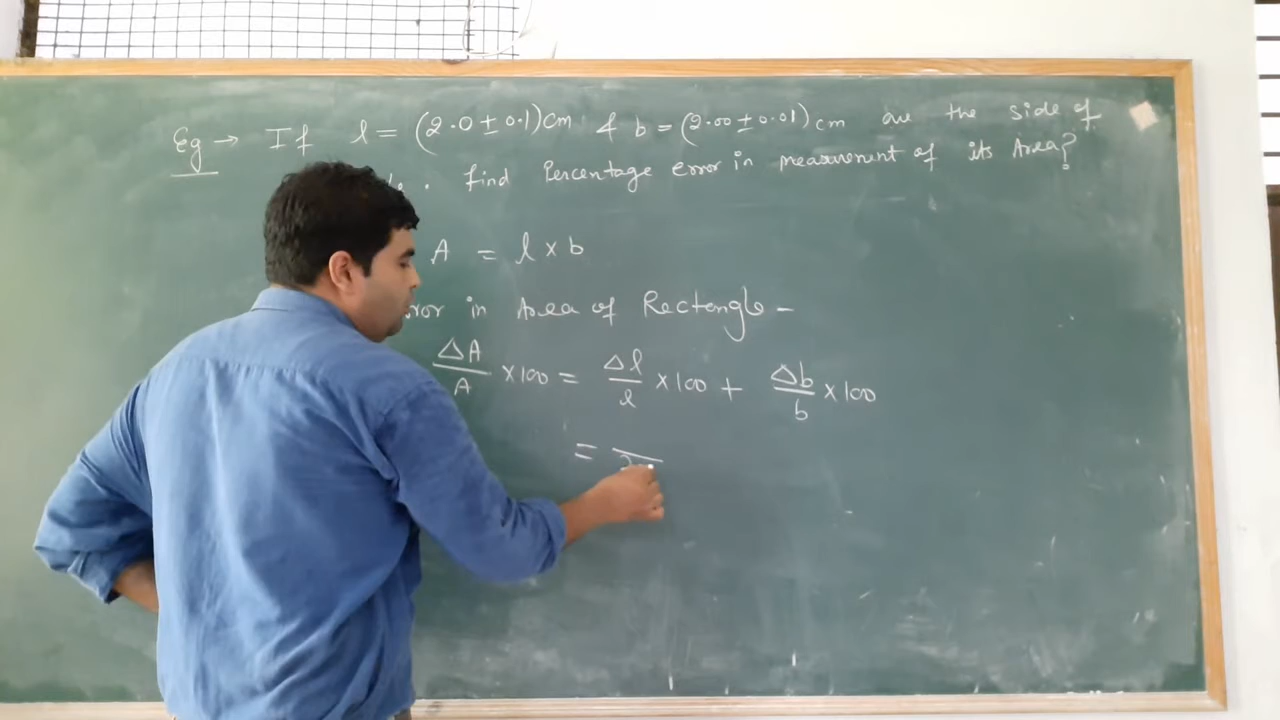 Eg → If l = (2.0 ± 0.1) cm & b = (2.00 ± 0.01) cm are the side of
find Percentage error in measurement of its Area?
A = l × b
in Area of Rectangle –
ΔA/A × 100 = Δl/l × 100 + Δb/b × 100
=